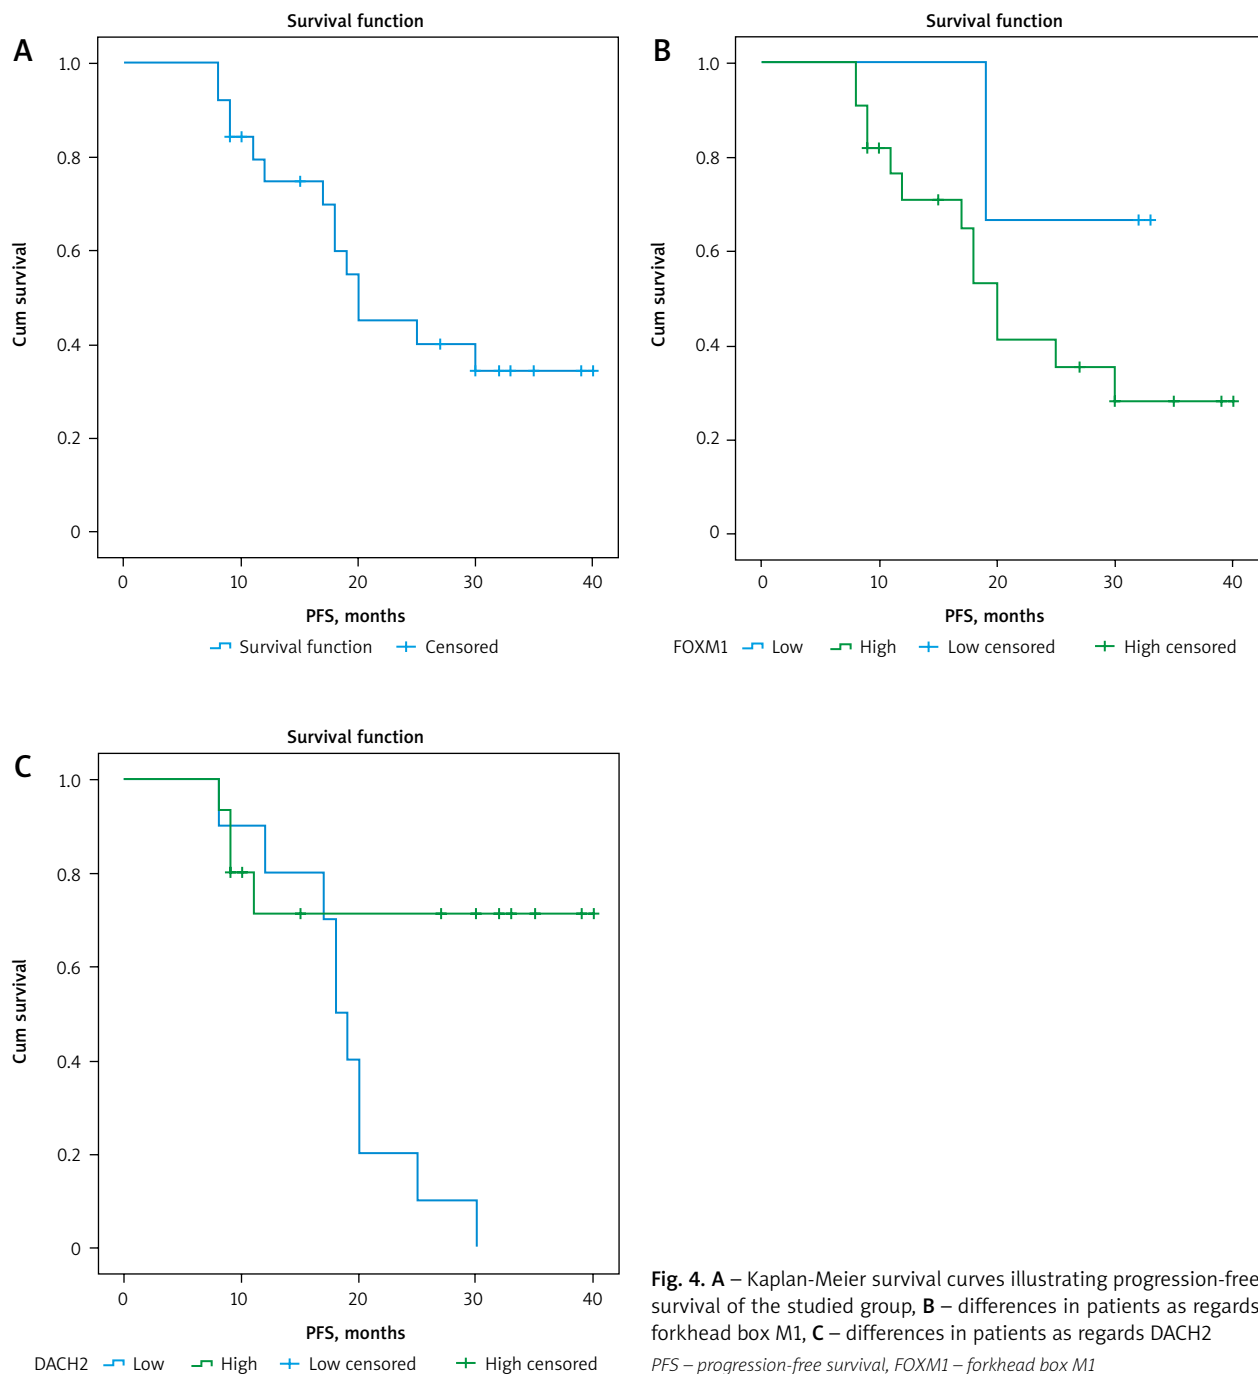 Survival function
A
1.0
0.8
0.6
0.4
0.2
0
Cum survival
0 10 20 30 40
PFS, months
Survival function Censored
Survival function
B
1.0
0.8
0.6
0.4
0.2
0
Cum survival
0 10 20 30 40
PFS, months
FOXM1 Low High Low censored High censored
Survival function
C
1.0
0.8
0.6
0.4
0.2
0
Cum survival
0 10 20 30 40
PFS, months
DACH2 Low High Low censored High censored
Fig. 4. A – Kaplan-Meier survival curves illustrating progression-free
survival of the studied group, B – differences in patients as regards
forkhead box M1, C – differences in patients as regards DACH2
PFS – progression-free survival, FOXM1 – forkhead box M1